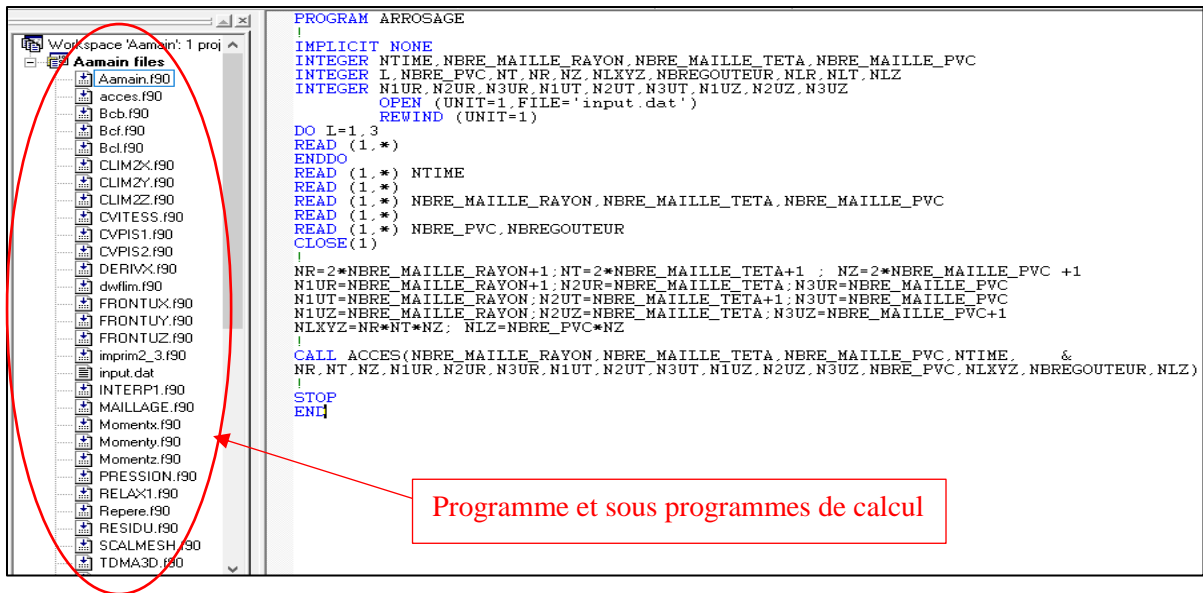 Workspace 'Aamain': 1 proj
Aamain files
Aamain.f90
acces.f90
Bcb.f90
Bcf.f90
Bcl.f90
CLIM2X.f90
CLIM2Y.f90
CLIM2Z.f90
CVITESS.f90
CVPIS1.f90
CVPIS2.f90
DERIVX.f90
dwflim.f90
FRONTUX.f90
FRONTUY.f90
FRONTUZ.f90
imprim2_3.f90
input.dat
INTERP1.f90
MAILLAGE.f90
Momentx.f90
Momenty.f90
Momentz.f90
PRESSION.f90
RELAX1.f90
Repere.f90
RESIDU.f90
SCALMESH.f90
TDMA3D.f90
PROGRAM ARROSAGE
!
IMPLICIT NONE
INTEGER NTIME,NBRE_MAILLE_RAYON,NBRE_MAILLE_TETA,NBRE_MAILLE_PVC
INTEGER L,NBRE_PVC,NT,NR,NZ,NLXYZ,NBREGOUTEUR,NLR,NLT,NLZ
INTEGER N1UR,N2UR,N3UR,N1UT,N2UT,N3UT,N1UZ,N2UZ,N3UZ
OPEN (UNIT=1,FILE='input.dat')
REWIND (UNIT=1)
DO L=1,3
READ (1,*)
ENDDO
READ (1,*) NTIME
READ (1,*)
READ (1,*) NBRE_MAILLE_RAYON,NBRE_MAILLE_TETA,NBRE_MAILLE_PVC
READ (1,*)
READ (1,*) NBRE_PVC,NBREGOUTEUR
CLOSE(1)
!
NR=2*NBRE_MAILLE_RAYON+1;NT=2*NBRE_MAILLE_TETA+1 ; NZ=2*NBRE_MAILLE_PVC +1
N1UR=NBRE_MAILLE_RAYON+1;N2UR=NBRE_MAILLE_TETA;N3UR=NBRE_MAILLE_PVC
N1UT=NBRE_MAILLE_RAYON;N2UT=NBRE_MAILLE_TETA+1;N3UT=NBRE_MAILLE_PVC
N1UZ=NBRE_MAILLE_RAYON;N2UZ=NBRE_MAILLE_TETA;N3UZ=NBRE_MAILLE_PVC+1
NLXYZ=NR*NT*NZ; NLZ=NBRE_PVC*NZ
!
CALL ACCES(NBRE_MAILLE_RAYON,NBRE_MAILLE_TETA,NBRE_MAILLE_PVC,NTIME, &
NR,NT,NZ,N1UR,N2UR,N3UR,N1UT,N2UT,N3UT,N1UZ,N2UZ,N3UZ,NBRE_PVC,NLXYZ,NBREGOUTEUR,NLZ)
!
STOP
END
Programme et sous programmes de calcul